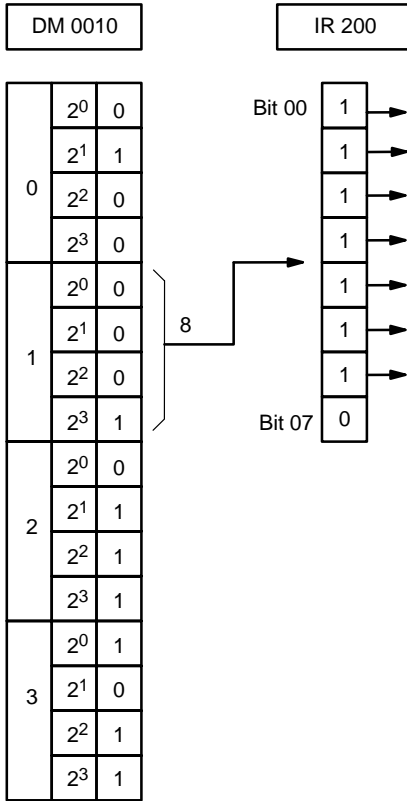 DM 0010 IR 200
2⁰ 0 Bit 00 1
2¹ 1 1
0
2² 0 1
2³ 0 1
2⁰ 0 1
2¹ 0 8 1
1
2² 0 1
2³ 1 Bit 07 0
2⁰ 0
2¹ 1
2
2² 1
2³ 1
2⁰ 1
2¹ 0
3
2² 1
2³ 1